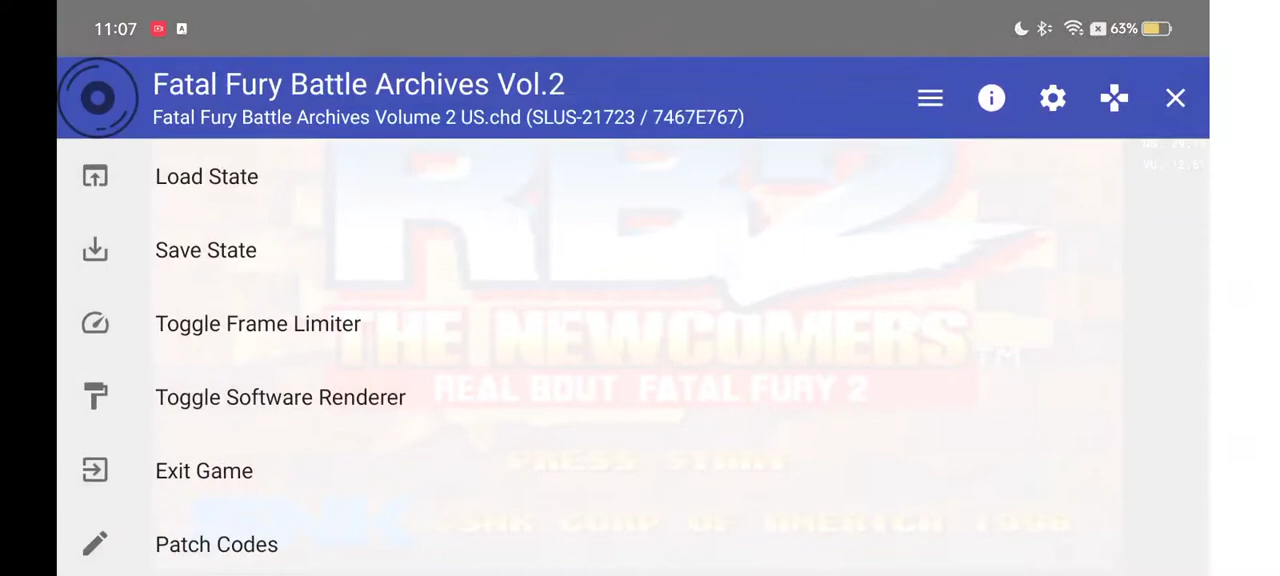 11:07 A 63%
Fatal Fury Battle Archives Vol.2
Fatal Fury Battle Archives Volume 2 US.chd (SLUS-21723 / 7467E767)
Load State
Save State
Toggle Frame Limiter
Toggle Software Renderer
Exit Game
Patch Codes
RB2
THE NEWCOMERS
TM
REAL BOUT FATAL FURY 2
PRESS START
SNK ©SNK CORP OF AMERICA 1998